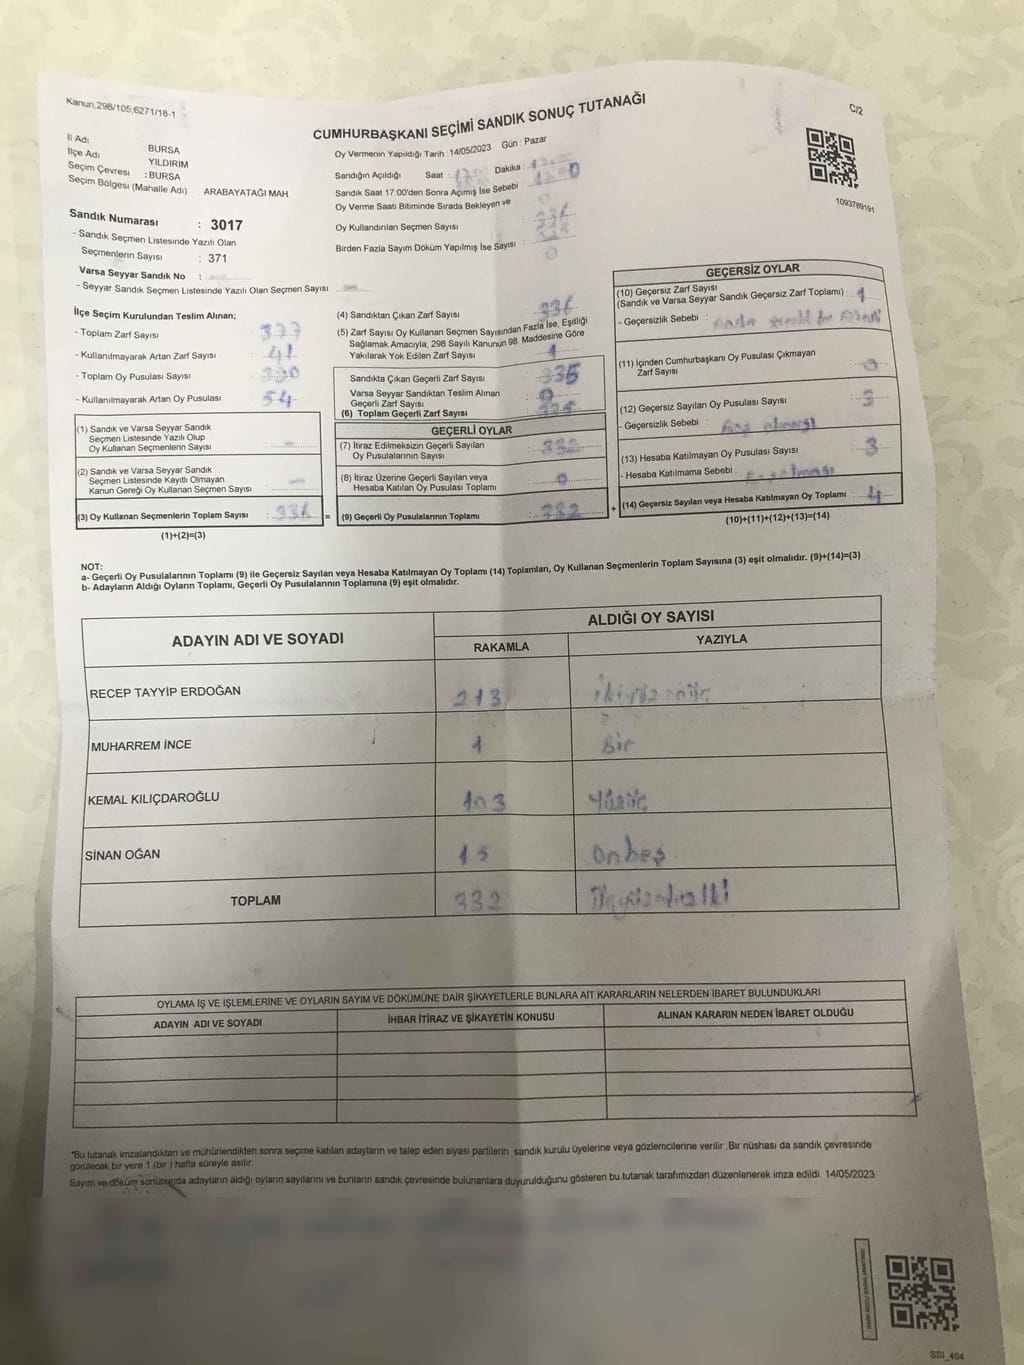 Kanun.298/105,6271/18-1
C/2
CUMHURBAŞKANI SEÇİMİ SANDIK SONUÇ TUTANAĞI
İl Adı : BURSA
İlçe Adı : YILDIRIM
Seçim Çevresi : BURSA
Seçim Bölgesi (Mahalle Adı) ARABAYATAĞI MAH.
Sandık Numarası : 3017
- Sandık Seçmen Listesinde Yazılı Olan
Seçmenlerin Sayısı : 371
Varsa Seyyar Sandık No :
- Seyyar Sandık Seçmen Listesinde Yazılı Olan Seçmen Sayısı
Oy Vermenin Yapıldığı Tarih : 14/05/2023 Gün : Pazar
Sandığın Açıldığı Saat : 17 Dakika :
Sandık Saat 17:00'den Sonra Açımış İse Sebebi :
Oy Verme Saati Bitiminde Sırada Bekleyen ve
Oy Kullandırılan Seçmen Sayısı
Birden Fazla Sayım Döküm Yapılmış İse Sayısı : 0
1093789191
İlçe Seçim Kurulundan Teslim Alınan;
- Toplam Zarf Sayısı : 377
- Kullanılmayarak Artan Zarf Sayısı : 41
- Toplam Oy Pusulası Sayısı : 390
- Kullanılmayarak Artan Oy Pusulası : 54
(1) Sandık ve Varsa Seyyar Sandık
Seçmen Listesinde Yazılı Olup
Oy Kullanan Seçmenlerin Sayısı :
(2) Sandık ve Varsa Seyyar Sandık
Seçmen Listesinde Kayıtlı Olmayan
Kanun Gereği Oy Kullanan Seçmen Sayısı :
(3) Oy Kullanan Seçmenlerin Toplam Sayısı : 336 =
(1)+(2)=(3)
(4) Sandıktan Çıkan Zarf Sayısı : 336
(5) Zarf Sayısı Oy Kullanan Seçmen Sayısından Fazla İse, Eşitliği
Sağlamak Amacıyla, 298 Sayılı Kanunun 98. Maddesine Göre
Yakılarak Yok Edilen Zarf Sayısı : 1
Sandıkta Çıkan Geçerli Zarf Sayısı : 335
Varsa Seyyar Sandıktan Teslim Alınan
Geçerli Zarf Sayısı : 0
(6) Toplam Geçerli Zarf Sayısı : 335
GEÇERLİ OYLAR
(7) İtiraz Edilmeksizin Geçerli Sayılan
Oy Pusulalarının Sayısı : 332
(8) İtiraz Üzerine Geçerli Sayılan veya
Hesaba Katılan Oy Pusulası Toplamı : 0
(9) Geçerli Oy Pusulalarının Toplamı : 332 +
GEÇERSİZ OYLAR
(10) Geçersiz Zarf Sayısı
(Sandık ve Varsa Seyyar Sandık Geçersiz Zarf Toplamı) : 1
- Geçersizlik Sebebi :
(11) İçinden Cumhurbaşkanı Oy Pusulası Çıkmayan
Zarf Sayısı : 0
(12) Geçersiz Sayılan Oy Pusulası Sayısı : 3
- Geçersizlik Sebebi :
(13) Hesaba Katılmayan Oy Pusulası Sayısı : 3
- Hesaba Katılmama Sebebi :
(14) Geçersiz Sayılan veya Hesaba Katılmayan Oy Toplamı : 4
(10)+(11)+(12)+(13)=(14)
NOT:
a- Geçerli Oy Pusulalarının Toplamı (9) ile Geçersiz Sayılan veya Hesaba Katılmayan Oy Toplamı (14) Toplamları, Oy Kullanan Seçmenlerin Toplam Sayısına (3) eşit olmalıdır. (9)+(14)=(3)
b- Adayların Aldığı Oyların Toplamı, Geçerli Oy Pusulalarının Toplamına (9) eşit olmalıdır.
ADAYIN ADI VE SOYADI ALDIĞI OY SAYISI
RAKAMLA YAZIYLA
RECEP TAYYİP ERDOĞAN 213
MUHARREM İNCE 1 Bir
KEMAL KILIÇDAROĞLU 103 Yüzüç
SİNAN OĞAN 15 Onbeş
TOPLAM 332
OYLAMA İŞ VE İŞLEMLERİNE VE OYLARIN SAYIM VE DÖKÜMÜNE DAİR ŞİKAYETLERLE BUNLARA AİT KARARLARIN NELERDEN İBARET BULUNDUKLARI
ADAYIN ADI VE SOYADI İHBAR İTİRAZ VE ŞİKAYETİN KONUSU ALINAN KARARIN NEDEN İBARET OLDUĞU
*Bu tutanak imzalandıktan ve mühürlendikten sonra seçime katılan adayların ve talep eden siyasi partilerin sandık kurulu üyelerine veya gözlemcilerine verilir .Bir nüshası da sandık çevresinde
görülecek bir yere 1 (bir ) hafta süreyle asılır.
Sayım ve döküm sonucunda adayların aldığı oyların sayılarını ve bunların sandık çevresinde bulunanlara duyurulduğunu gösteren bu tutanak tarafımızdan düzenlenerek imza edildi. 14/05/2023
SSI_404